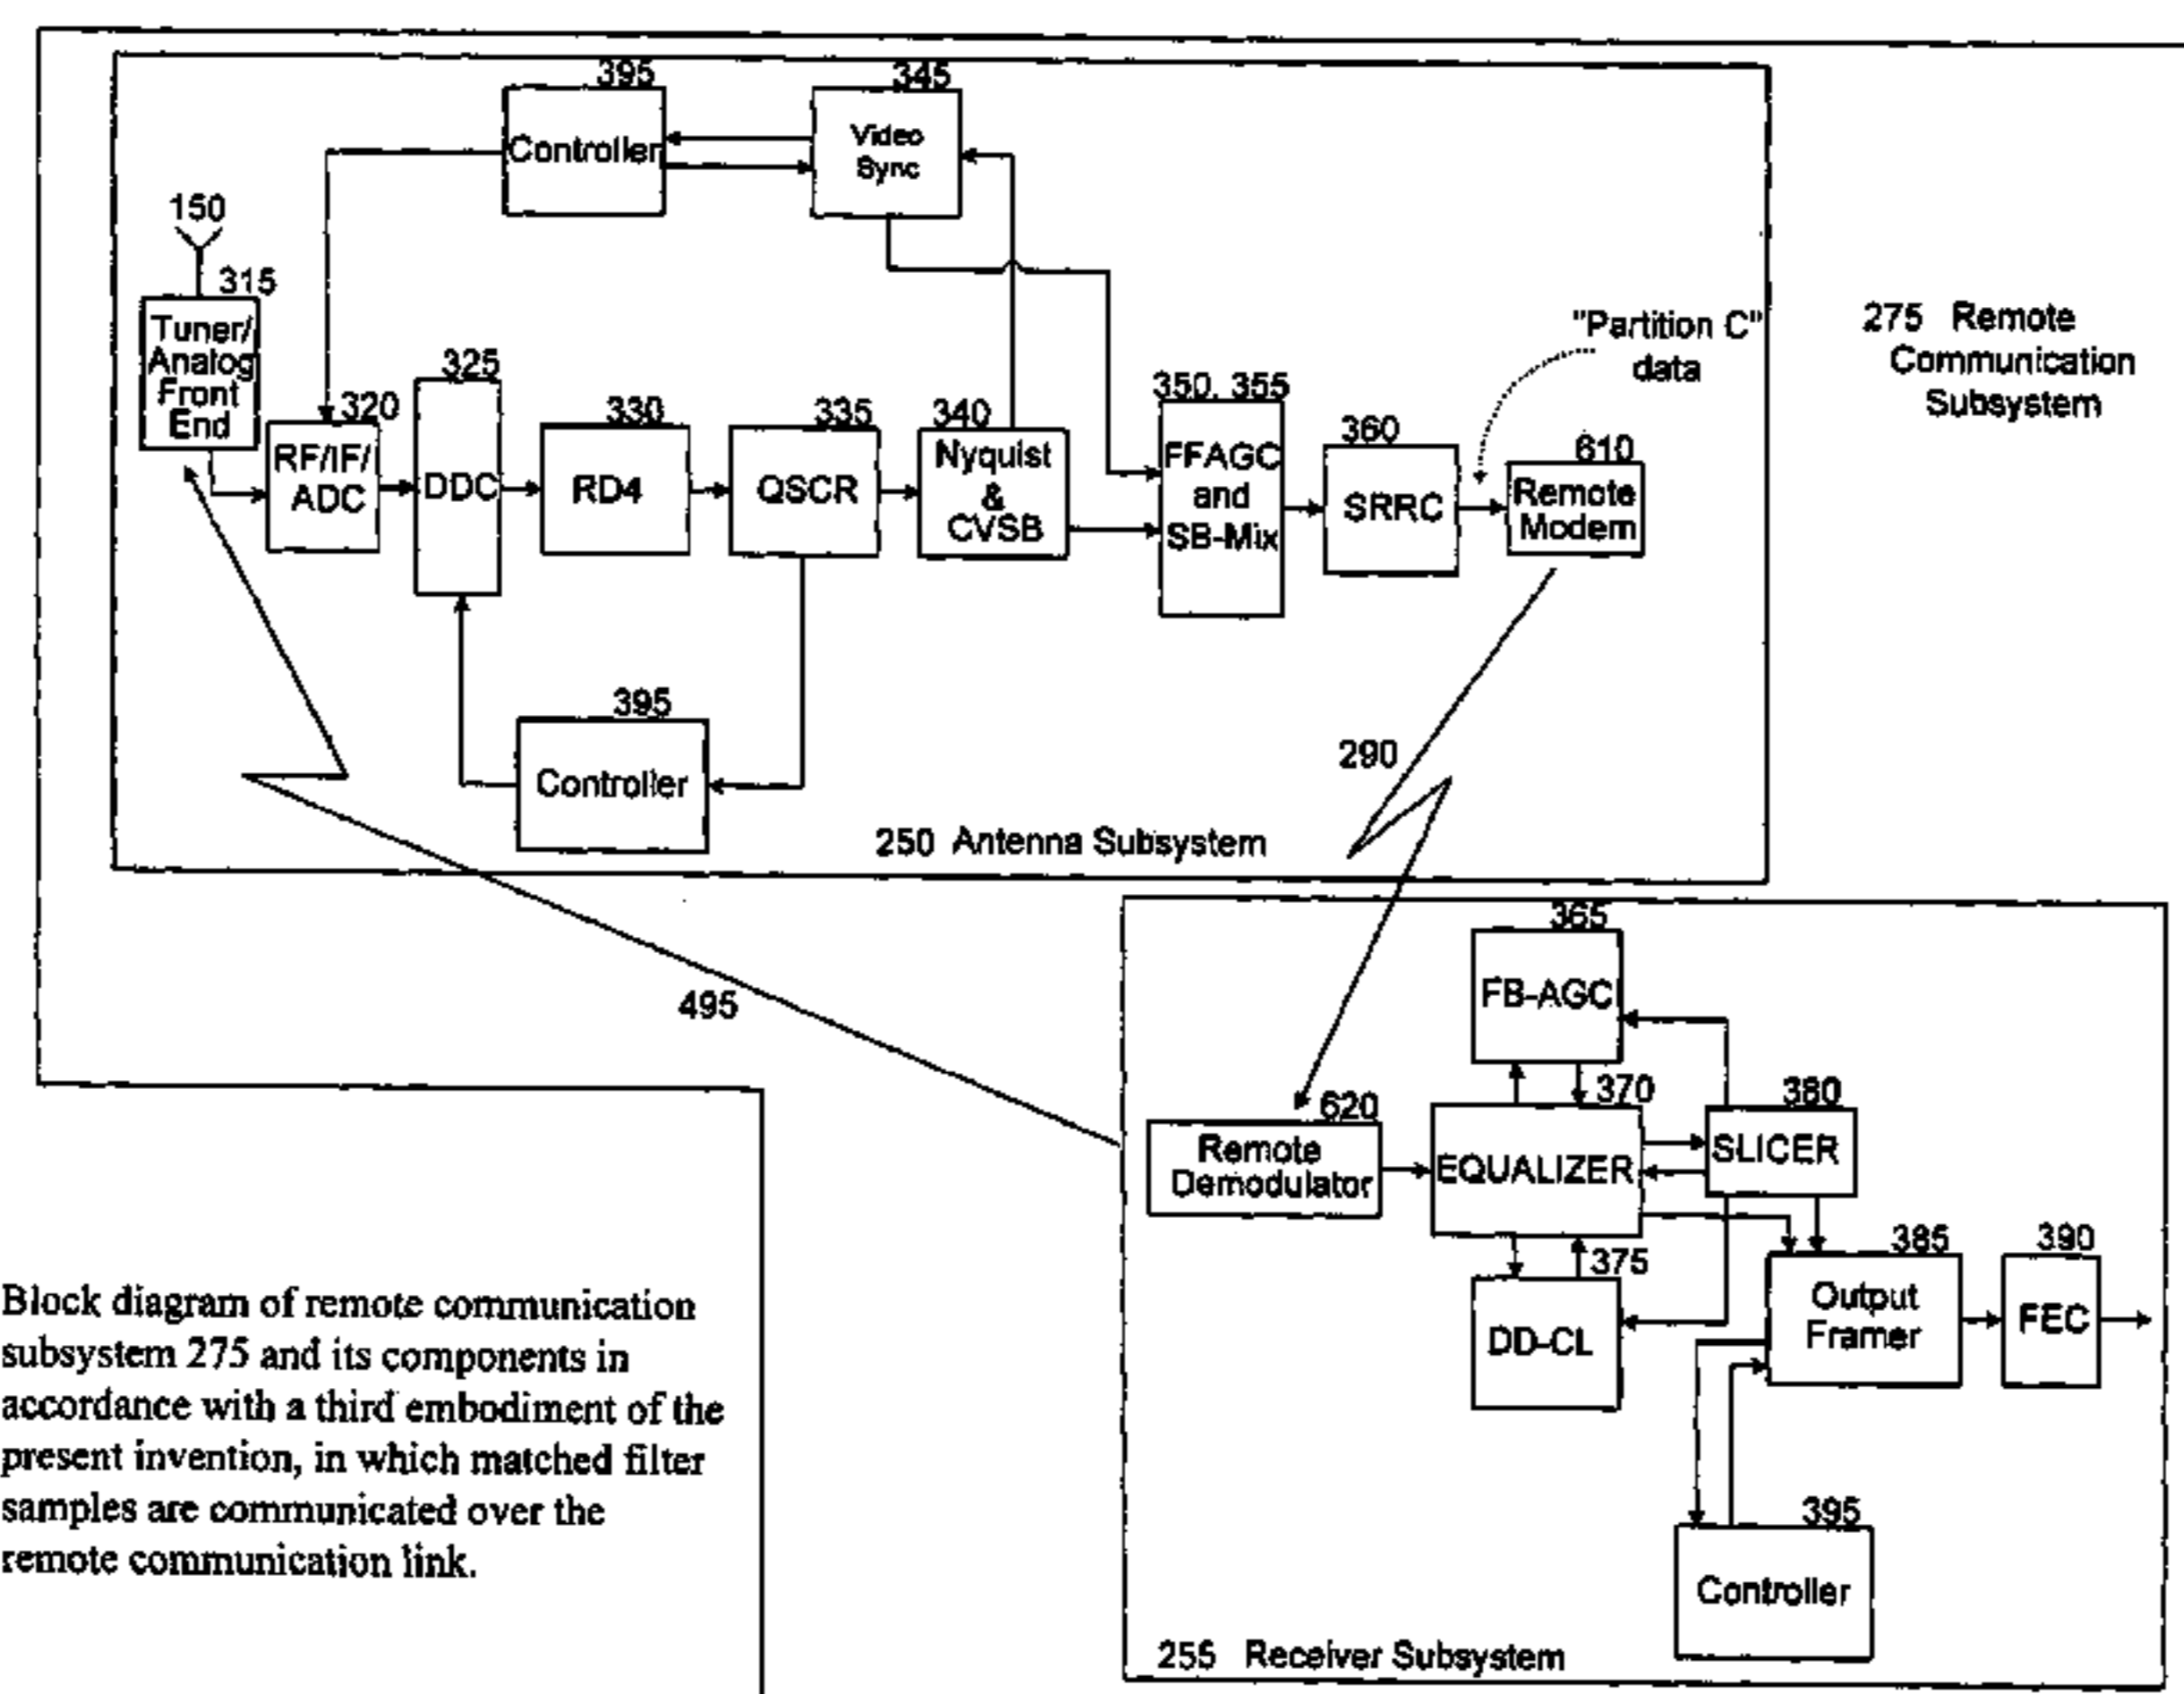 395
345
Controller
Video
Sync
150
315
Tuner/
Analog
Front
End
320
RF/IF/
ADC
325
DDC
330
RD4
335
QSCR
340
Nyquist
&
CVSB
350, 355
FFAGC
and
SB-Mix
360
SRRC
"Partition C"
data
610
Remote
Modem
275 Remote
Communication
Subsystem
395
Controller
290
250 Antenna Subsystem
495
365
FB-AGC
620
Remote
Demodulator
370
EQUALIZER
380
SLICER
375
DD-CL
385
Output
Framer
390
FEC
395
Controller
255 Receiver Subsystem
Block diagram of remote communication
subsystem 275 and its components in
accordance with a third embodiment of the
present invention, in which matched filter
samples are communicated over the
remote communication link.